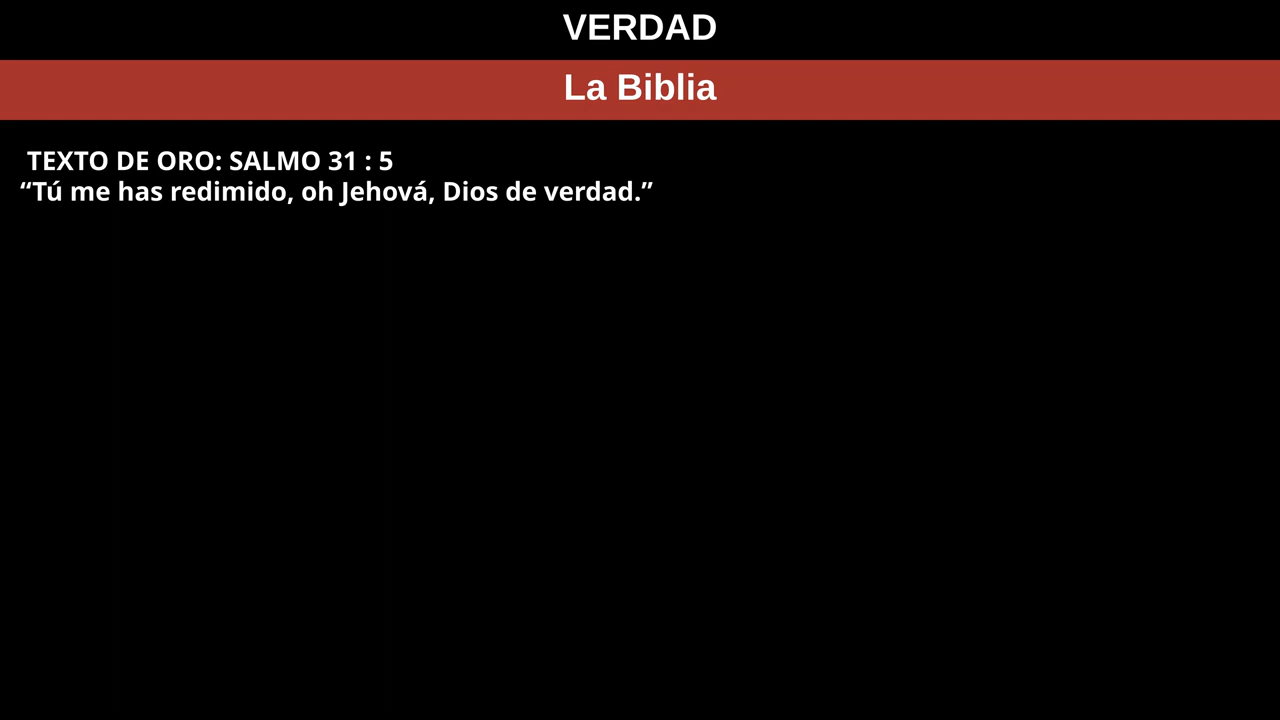 VERDAD
La Biblia
TEXTO DE ORO: SALMO 31 : 5
“Tú me has redimido, oh Jehová, Dios de verdad.”